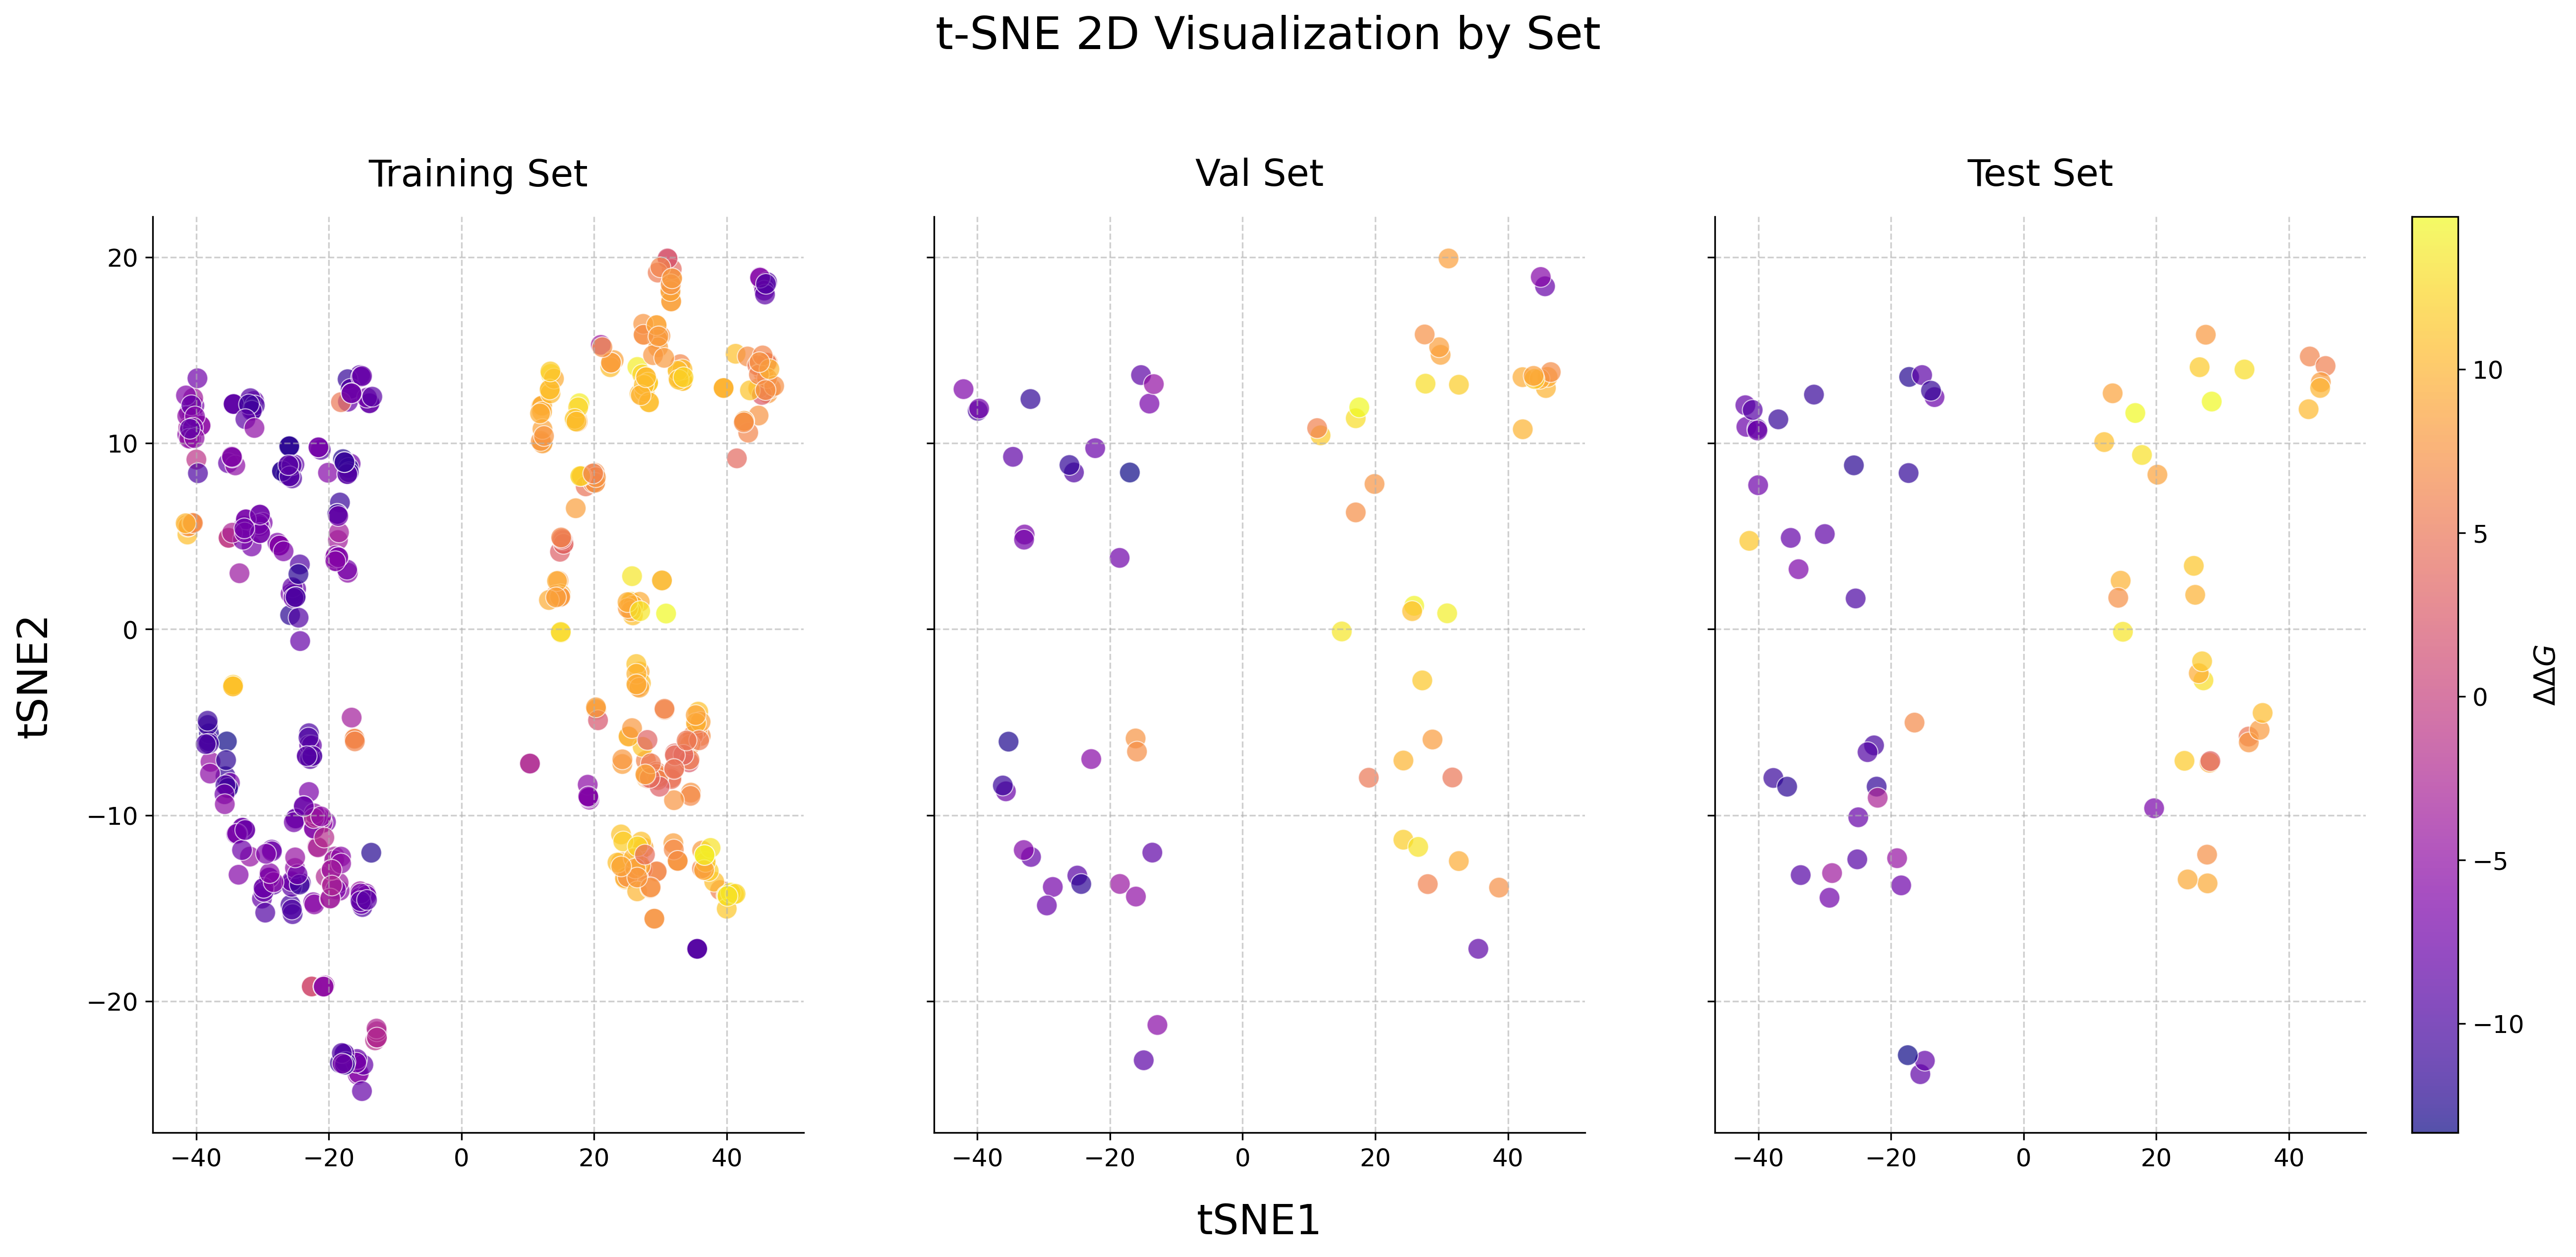 t-SNE 2D Visualization by Set
Training Set
Val Set
Test Set
20
10
0
−10
−20
tSNE2
−40 −20 0 20 40
−40 −20 0 20 40
−40 −20 0 20 40
tSNE1
10
5
0
−5
−10
ΔΔG